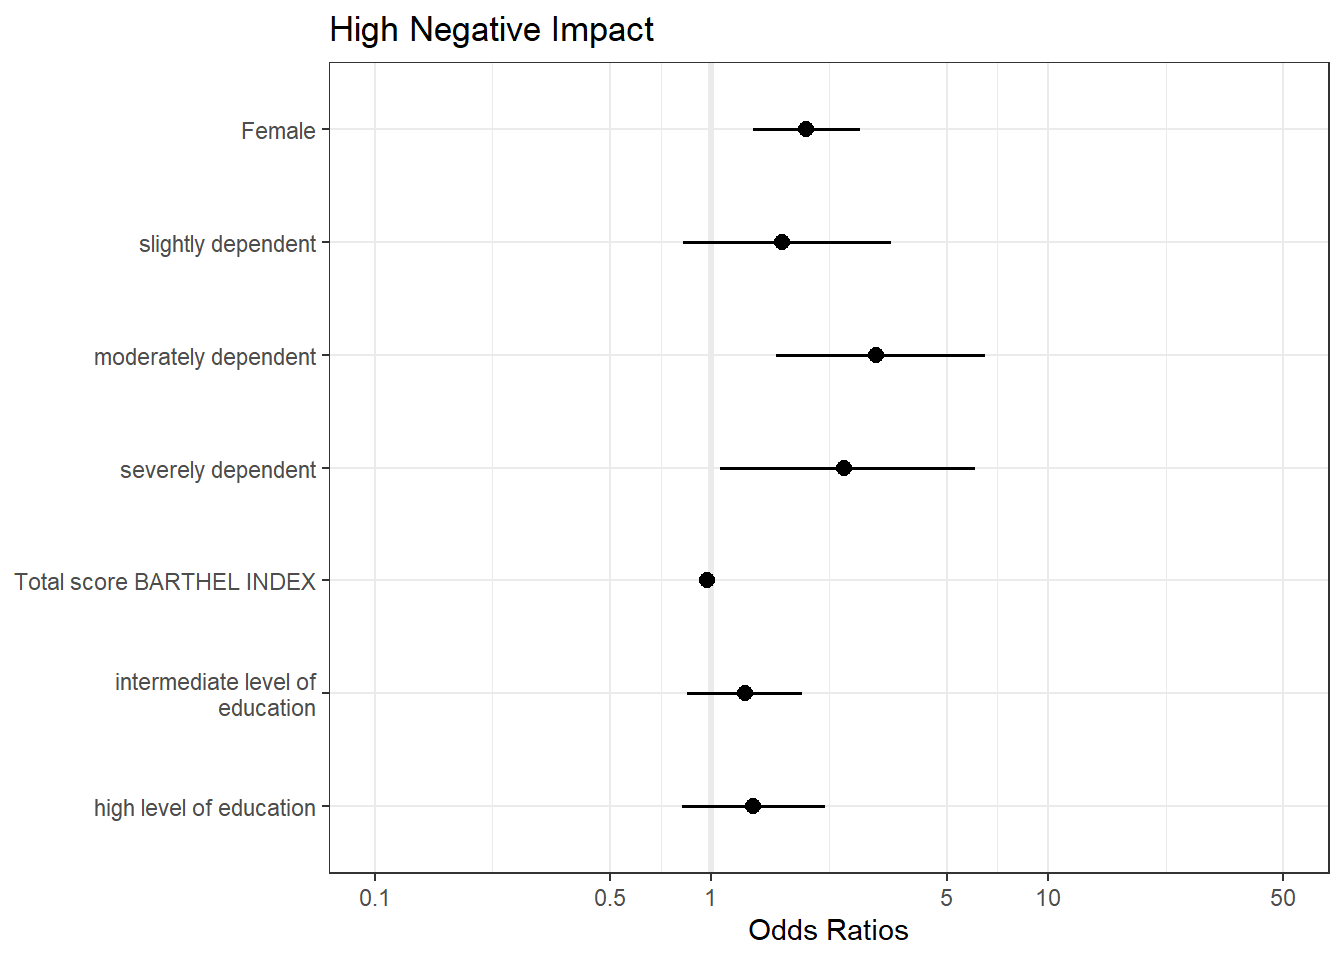 High Negative Impact
Female
slightly dependent
moderately dependent
severely dependent
Total score BARTHEL INDEX
intermediate level of
education
high level of education
0.1
0.5
1
5
10
50
Odds Ratios